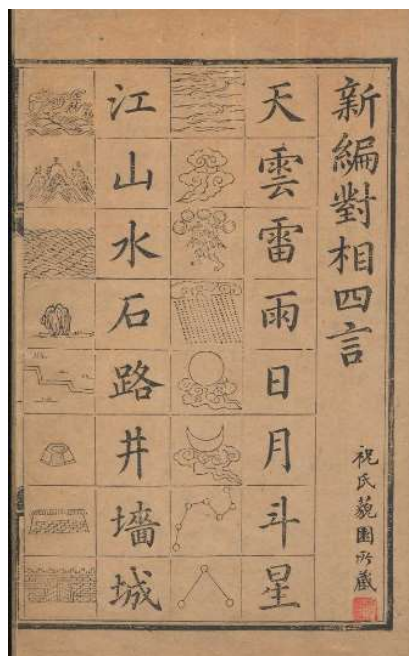 新編對相四言
祝氏藐園所藏
天雲雷雨日月斗星
江山水石路井墻城